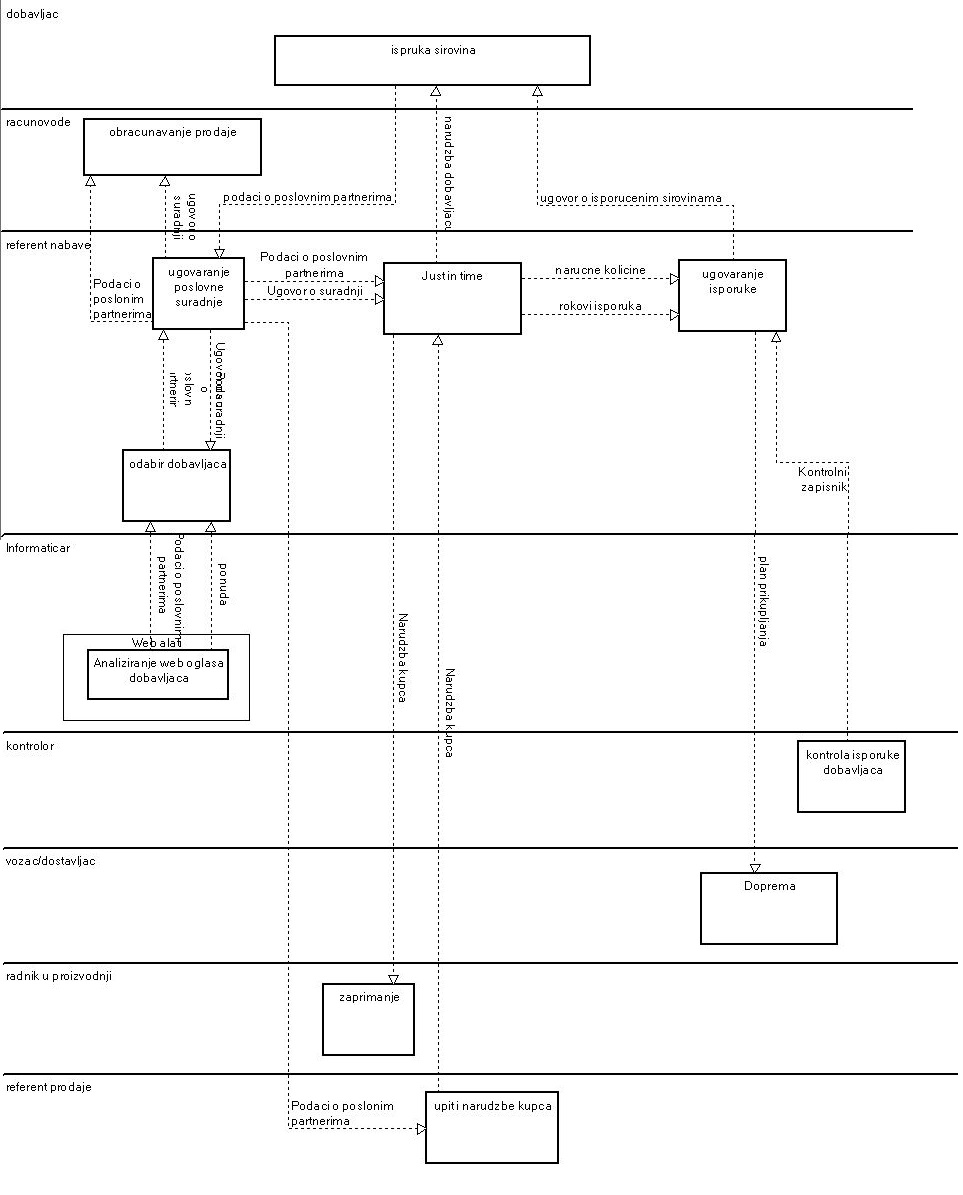 dobavljac
ispruka sirovina
racunovode
obracunavanje prodaje
narudzba dobavljacu
podaci o poslovnim partnerima
ugovor o isporucenim sirovinama
ugovor o
suradnji
referent nabave
Podaci o
poslonim
partnerima
ugovaranje
poslovne
suradnje
Podaci o poslovnim
partnerima
Ugovor o suradnji
Just in time
narucne kolicine
rokovi isporuka
ugovaranje
isporuke
odabir dobavljaca
Kontrolni
zapisnik
Informaticar
Podaci o poslovnim
partnerima
ponuda
Web alati
Analiziranje web oglasa
dobavljaca
Narudzba kupca
Narudzba kupca
plan prikupljanja
kontrolor
kontrola isporuke
dobavljaca
vozac/dostavljac
Doprema
radnik u proizvodnji
zaprimanje
referent prodaje
Podaci o poslonim
partnerima
upiti narudzbe kupca